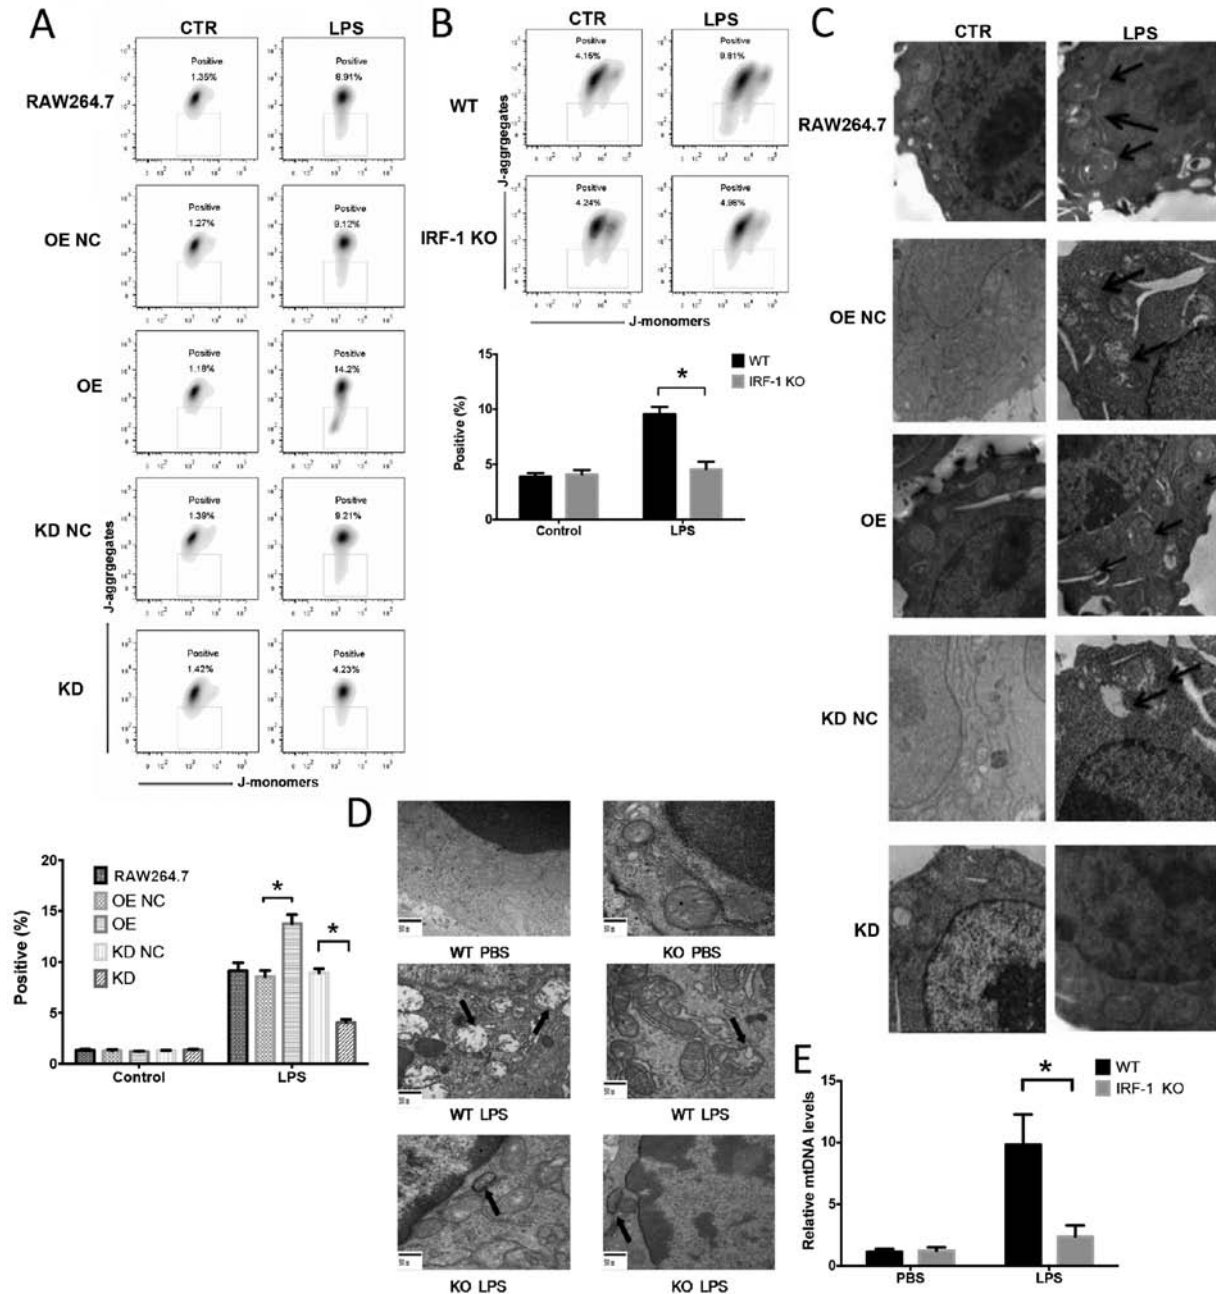 A
CTR
LPS
RAW264.7
Positive
1.35%
Positive
8.91%
OE NC
Positive
1.27%
Positive
9.12%
OE
Positive
1.18%
Positive
14.2%
KD NC
Positive
1.39%
Positive
9.21%
KD
Positive
1.42%
Positive
4.23%
J-aggrgegates
J-monomers
Positive (%)
20
15
10
5
0
RAW264.7
OE NC
OE
KD NC
KD
*
*
Control
LPS
B
CTR
LPS
WT
Positive
4.15%
Positive
9.81%
IRF-1 KO
Positive
4.24%
Positive
4.98%
J-aggrgegates
J-monomers
Positive (%)
15
10
5
0
WT
IRF-1 KO
*
Control
LPS
C
CTR
LPS
RAW264.7
OE NC
OE
KD NC
KD
D
WT PBS
KO PBS
WT LPS
WT LPS
KO LPS
KO LPS
E
WT
IRF-1 KO
Relative mtDNA levels
15
10
5
0
*
PBS
LPS